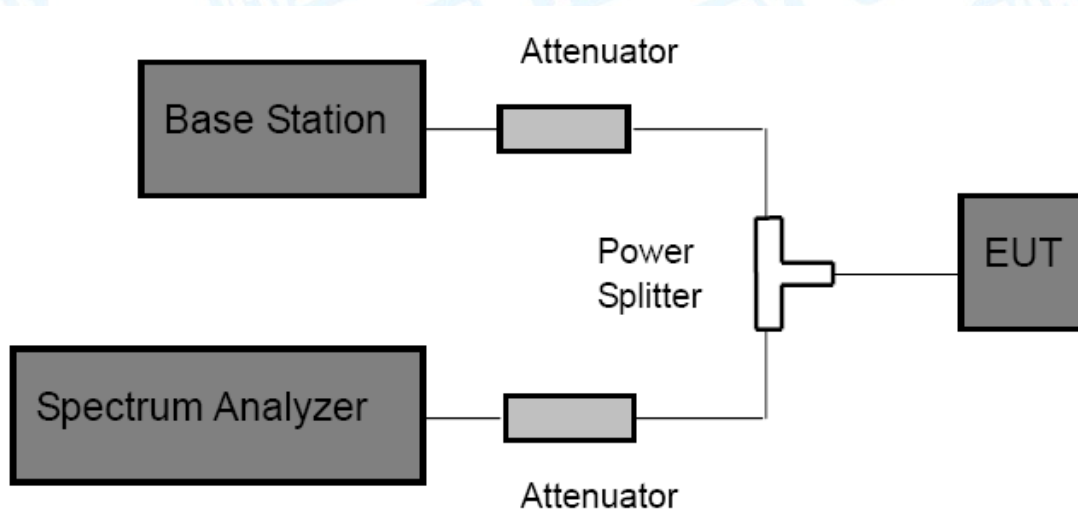 Attenuator
Base Station
Power
Splitter
EUT
Spectrum Analyzer
Attenuator